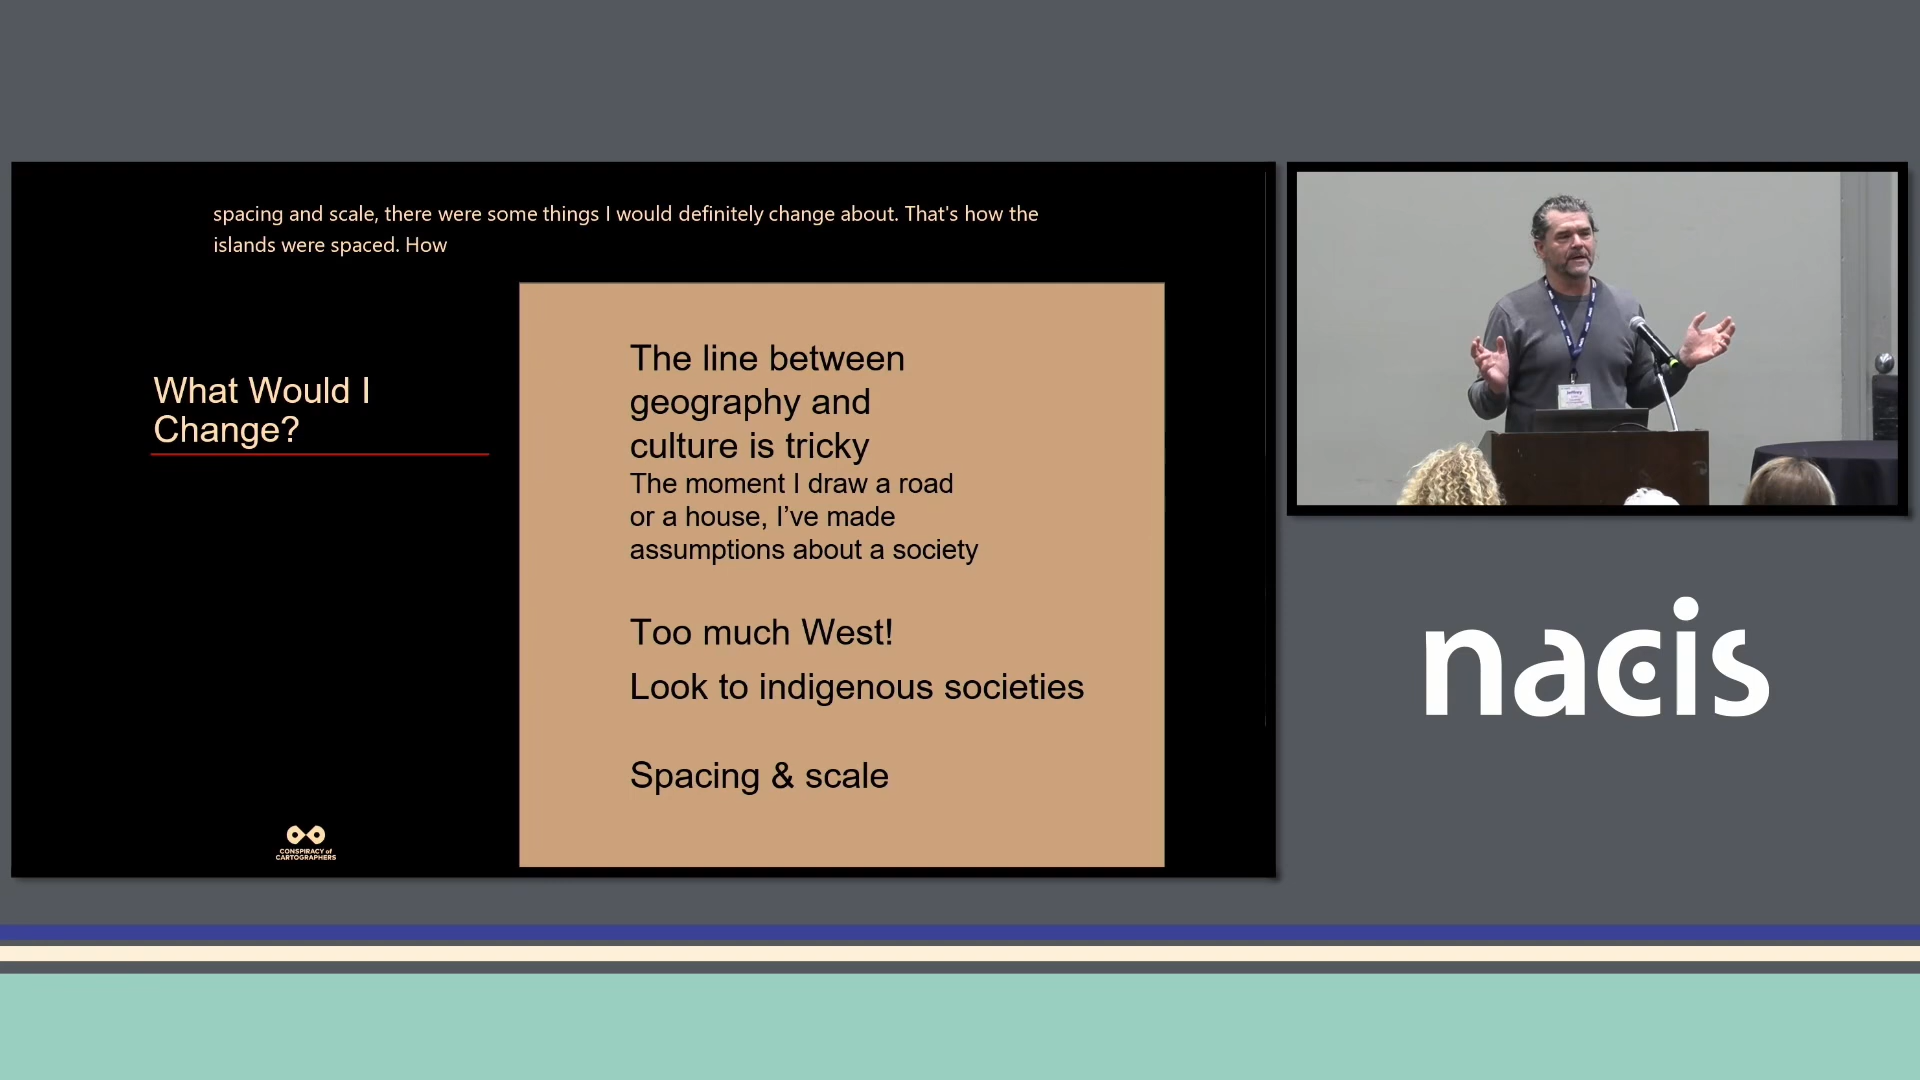 spacing and scale, there were some things I would definitely change about. That's how the
islands were spaced. How
What Would I
Change?
The line between
geography and
culture is tricky
The moment I draw a road
or a house, I’ve made
assumptions about a society
Too much West!
Look to indigenous societies
Spacing & scale
CONSPIRACY of
CARTOGRAPHERS
nacis